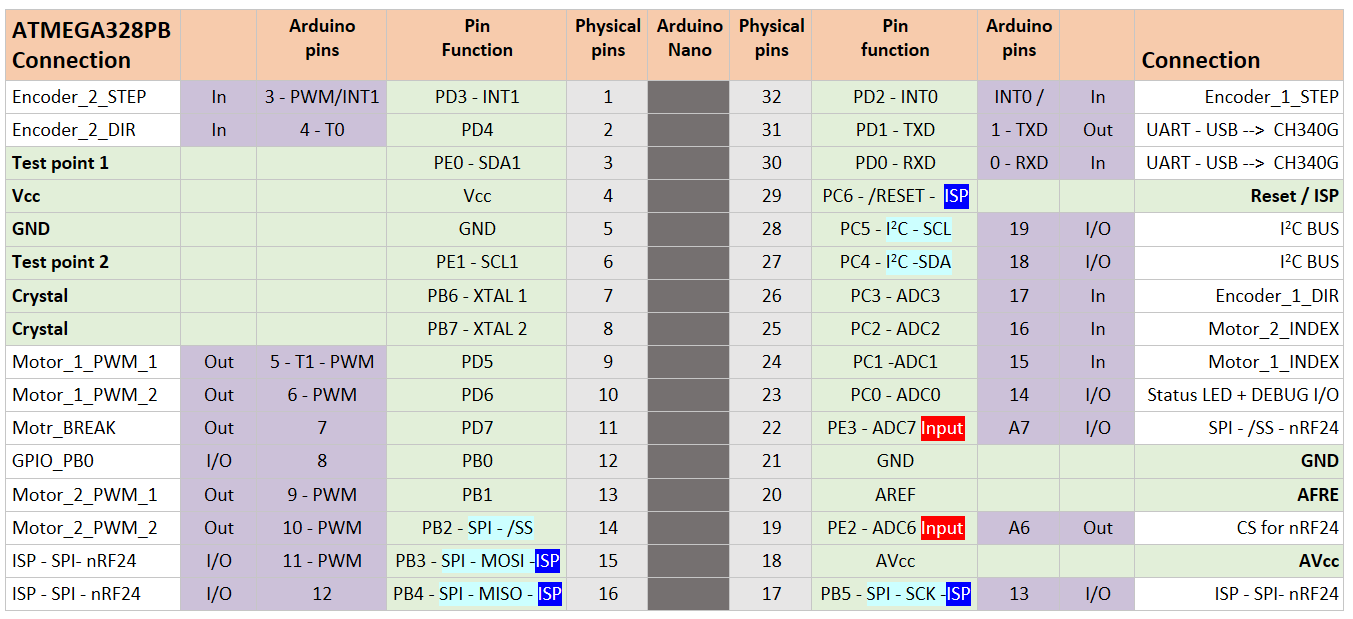 ATMEGA328PB Connection Arduino pins Pin Function Physical pins Arduino Nano Physical pins Pin function Arduino pins Connection
Encoder_2_STEP In 3 - PWM/INT1 PD3 - INT1 1 32 PD2 - INT0 INT0 / In Encoder_1_STEP
Encoder_2_DIR In 4 - T0 PD4 2 31 PD1 - TXD 1 - TXD Out UART - USB --> CH340G
Test point 1 PE0 - SDA1 3 30 PD0 - RXD 0 - RXD In UART - USB --> CH340G
Vcc Vcc 4 29 PC6 - /RESET - ISP Reset / ISP
GND GND 5 28 PC5 - I²C - SCL 19 I/O I²C BUS
Test point 2 PE1 - SCL1 6 27 PC4 - I²C -SDA 18 I/O I²C BUS
Crystal PB6 - XTAL 1 7 26 PC3 - ADC3 17 In Encoder_1_DIR
Crystal PB7 - XTAL 2 8 25 PC2 - ADC2 16 In Motor_2_INDEX
Motor_1_PWM_1 Out 5 - T1 - PWM PD5 9 24 PC1 -ADC1 15 In Motor_1_INDEX
Motor_1_PWM_2 Out 6 - PWM PD6 10 23 PC0 - ADC0 14 I/O Status LED + DEBUG I/O
Motr_BREAK Out 7 PD7 11 22 PE3 - ADC7 Input A7 I/O SPI - /SS - nRF24
GPIO_PB0 I/O 8 PB0 12 21 GND GND
Motor_2_PWM_1 Out 9 - PWM PB1 13 20 AREF AFRE
Motor_2_PWM_2 Out 10 - PWM PB2 - SPI - /SS 14 19 PE2 - ADC6 Input A6 Out CS for nRF24
ISP - SPI- nRF24 I/O 11 - PWM PB3 - SPI - MOSI -ISP 15 18 AVcc AVcc
ISP - SPI - nRF24 I/O 12 PB4 - SPI - MISO - ISP 16 17 PB5 - SPI - SCK -ISP 13 I/O ISP - SPI- nRF24